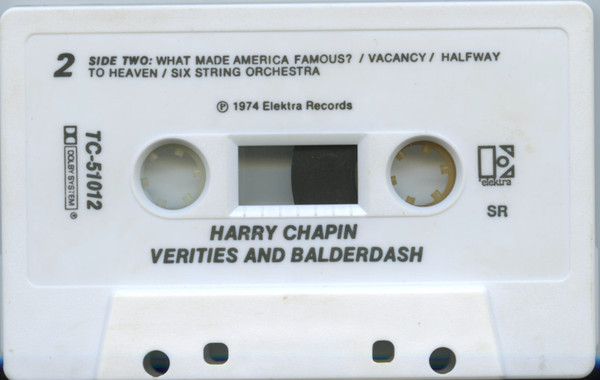 2 SIDE TWO: WHAT MADE AMERICA FAMOUS? / VACANCY / HALFWAY
TO HEAVEN / SIX STRING ORCHESTRA
Ⓟ 1974 Elektra Records
TC-51012
DOLBY SYSTEM ®
elektra
SR
HARRY CHAPIN
VERITIES AND BALDERDASH